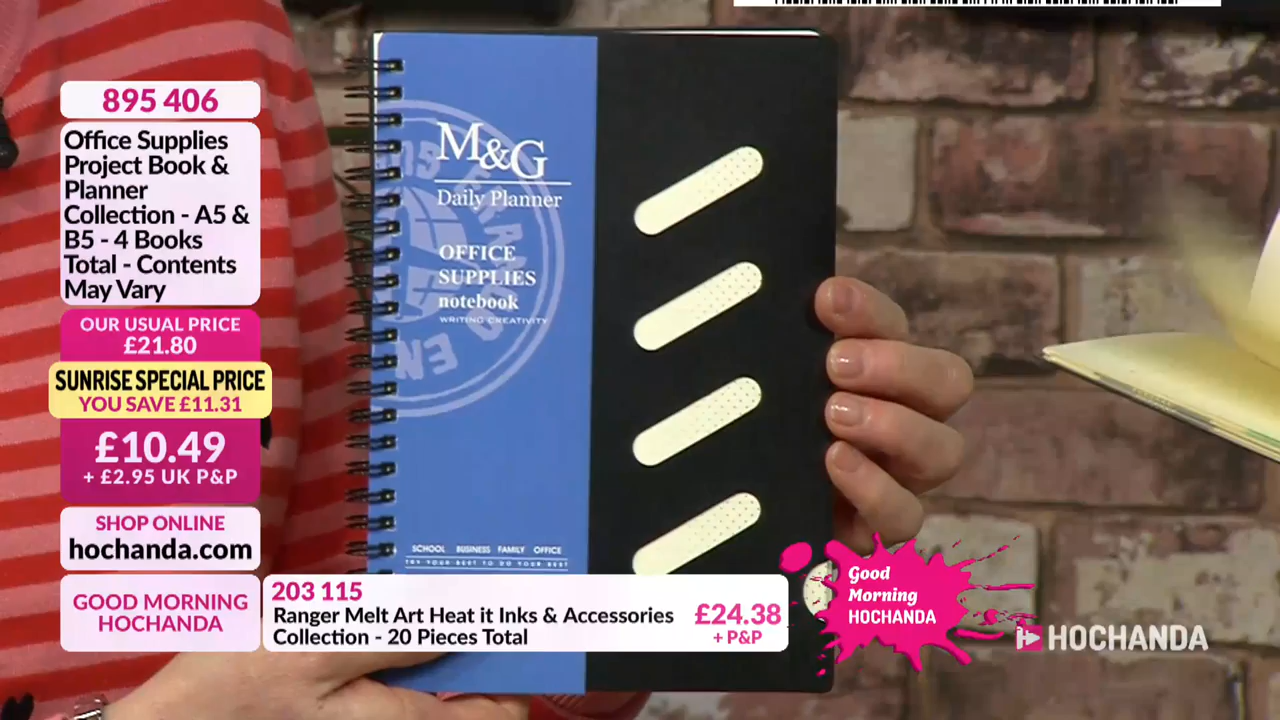 895 406
Office Supplies
Project Book &
Planner
Collection - A5 &
B5 - 4 Books
Total - Contents
May Vary
OUR USUAL PRICE
£21.80
SUNRISE SPECIAL PRICE
YOU SAVE £11.31
£10.49
+ £2.95 UK P&P
SHOP ONLINE
hochanda.com
GOOD MORNING
HOCHANDA
M&G
Daily Planner
OFFICE
SUPPLIES
notebook
WRITING CREATIVITY
SCHOOL BUSINESS FAMILY OFFICE
TRY YOUR BEST TO DO YOUR BEST
203 115
Ranger Melt Art Heat it Inks & Accessories
Collection - 20 Pieces Total
£24.38
+ P&P
Good
Morning
HOCHANDA
HOCHANDA